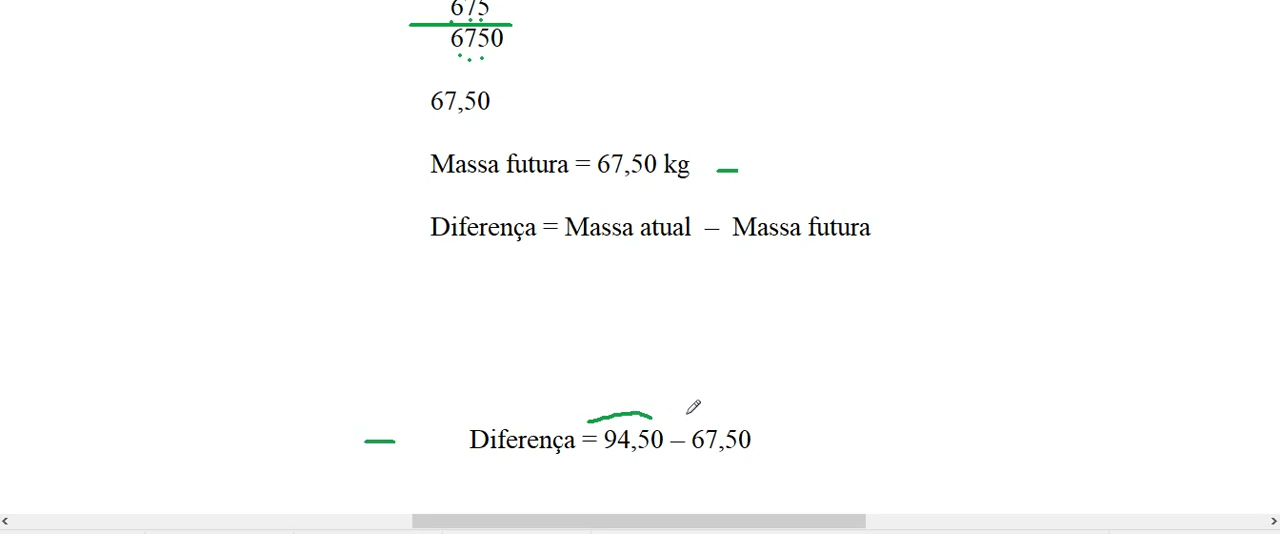 675
6750
67,50
Massa futura = 67,50 kg
Diferença = Massa atual – Massa futura
Diferença = 94,50 – 67,50